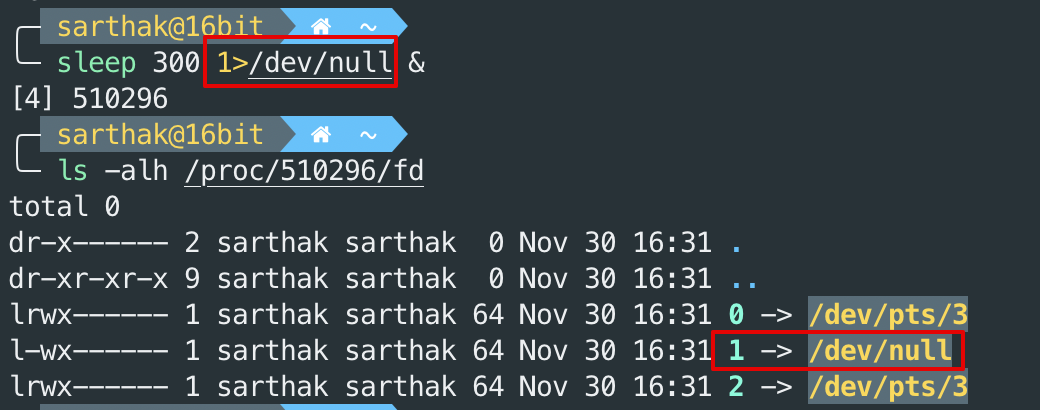 sarthak@16bit ~
sleep 300 1>/dev/null &
[4] 510296
sarthak@16bit ~
ls -alh /proc/510296/fd
total 0
dr-x------ 2 sarthak sarthak  0 Nov 30 16:31 .
dr-xr-xr-x 9 sarthak sarthak  0 Nov 30 16:31 ..
lrwx------ 1 sarthak sarthak 64 Nov 30 16:31 0 -> /dev/pts/3
l-wx------ 1 sarthak sarthak 64 Nov 30 16:31 1 -> /dev/null
lrwx------ 1 sarthak sarthak 64 Nov 30 16:31 2 -> /dev/pts/3